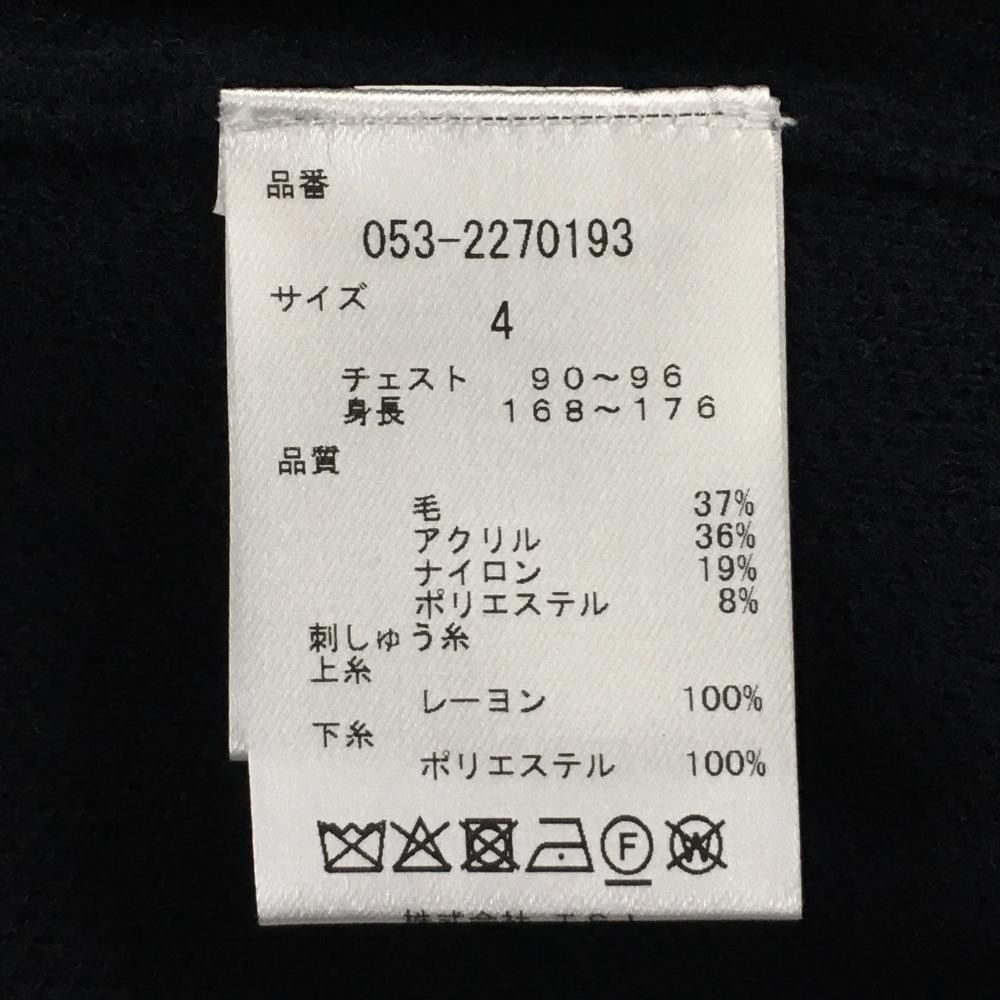 品番
053-2270193
サイズ
4
チェスト 90～96
身長 168～176
品質
毛 37%
アクリル 36%
ナイロン 19%
ポリエステル 8%
刺しゅう糸
上糸
レーヨン 100%
下糸
ポリエステル 100%
F W